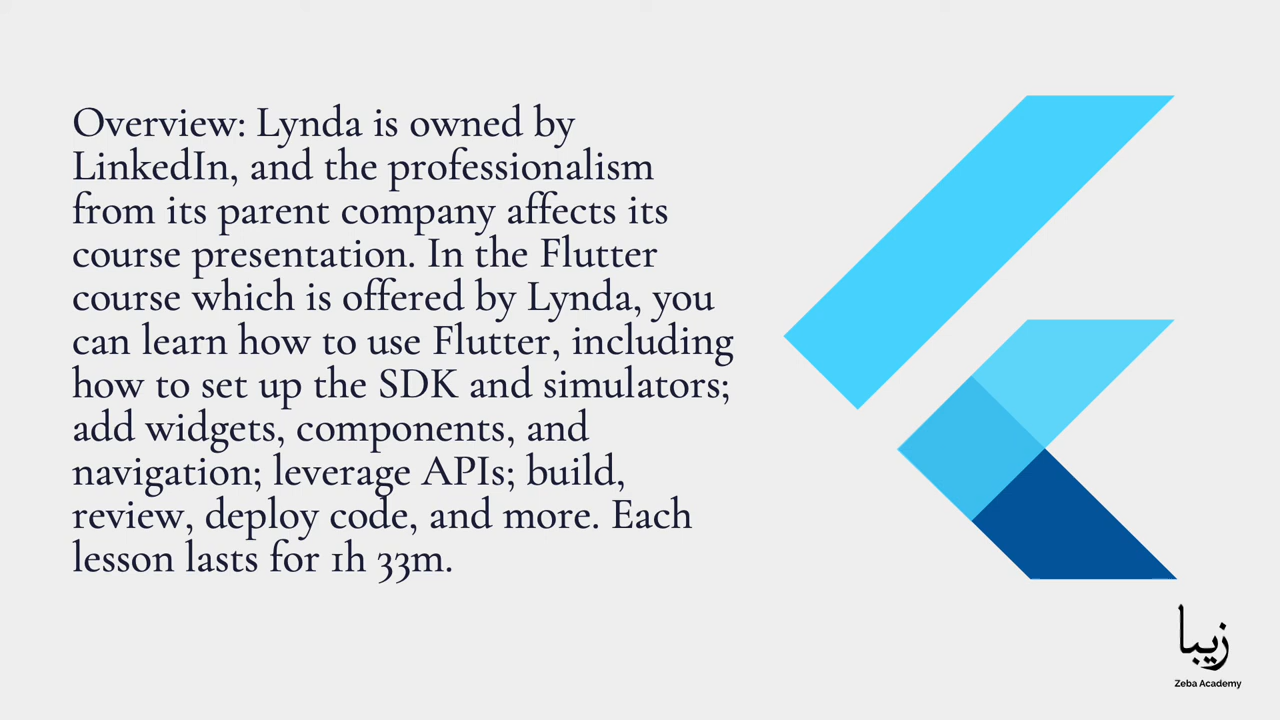 Overview: Lynda is owned by
LinkedIn, and the professionalism
from its parent company affects its
course presentation. In the Flutter
course which is offered by Lynda, you
can learn how to use Flutter, including
how to set up the SDK and simulators;
add widgets, components, and
navigation; leverage APIs; build,
review, deploy code, and more. Each
lesson lasts for 1h 33m.
زيبا
Zeba Academy